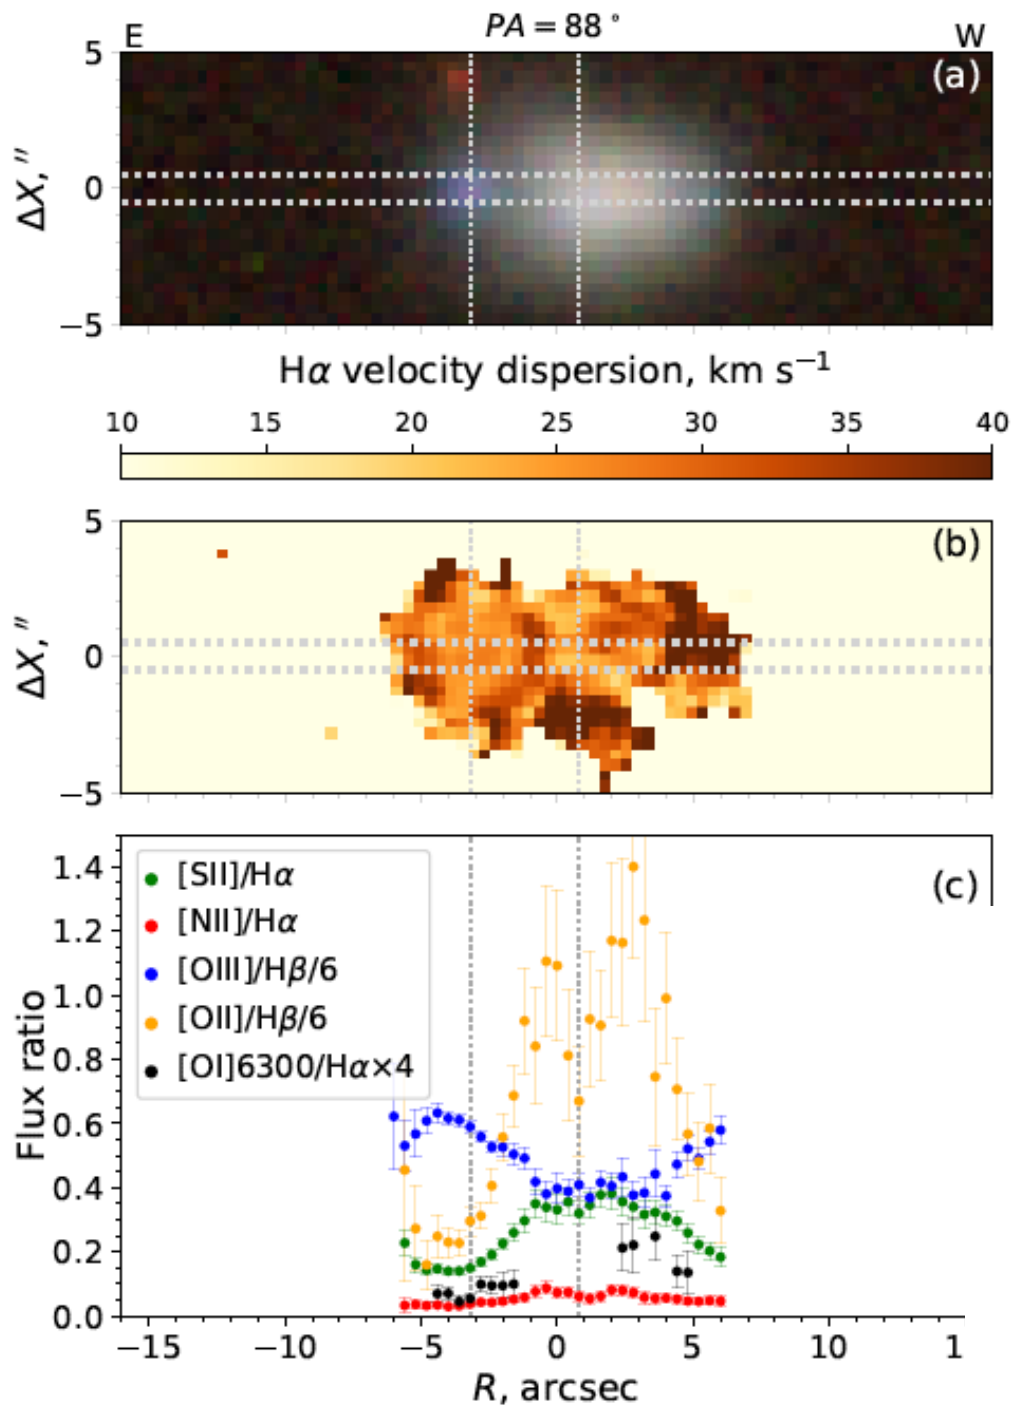 PA = 88 °
E
W
5
(a)
ΔX, ″
0
−5
Hα velocity dispersion, km s⁻¹
10 15 20 25 30 35 40
5
(b)
ΔX, ″
0
−5
[SII]/Hα
[NII]/Hα
[OIII]/Hβ/6
[OII]/Hβ/6
[OI]6300/Hα×4
(c)
Flux ratio
1.4
1.2
1.0
0.8
0.6
0.4
0.2
0.0
−15 −10 −5 0 5 10 1
R, arcsec